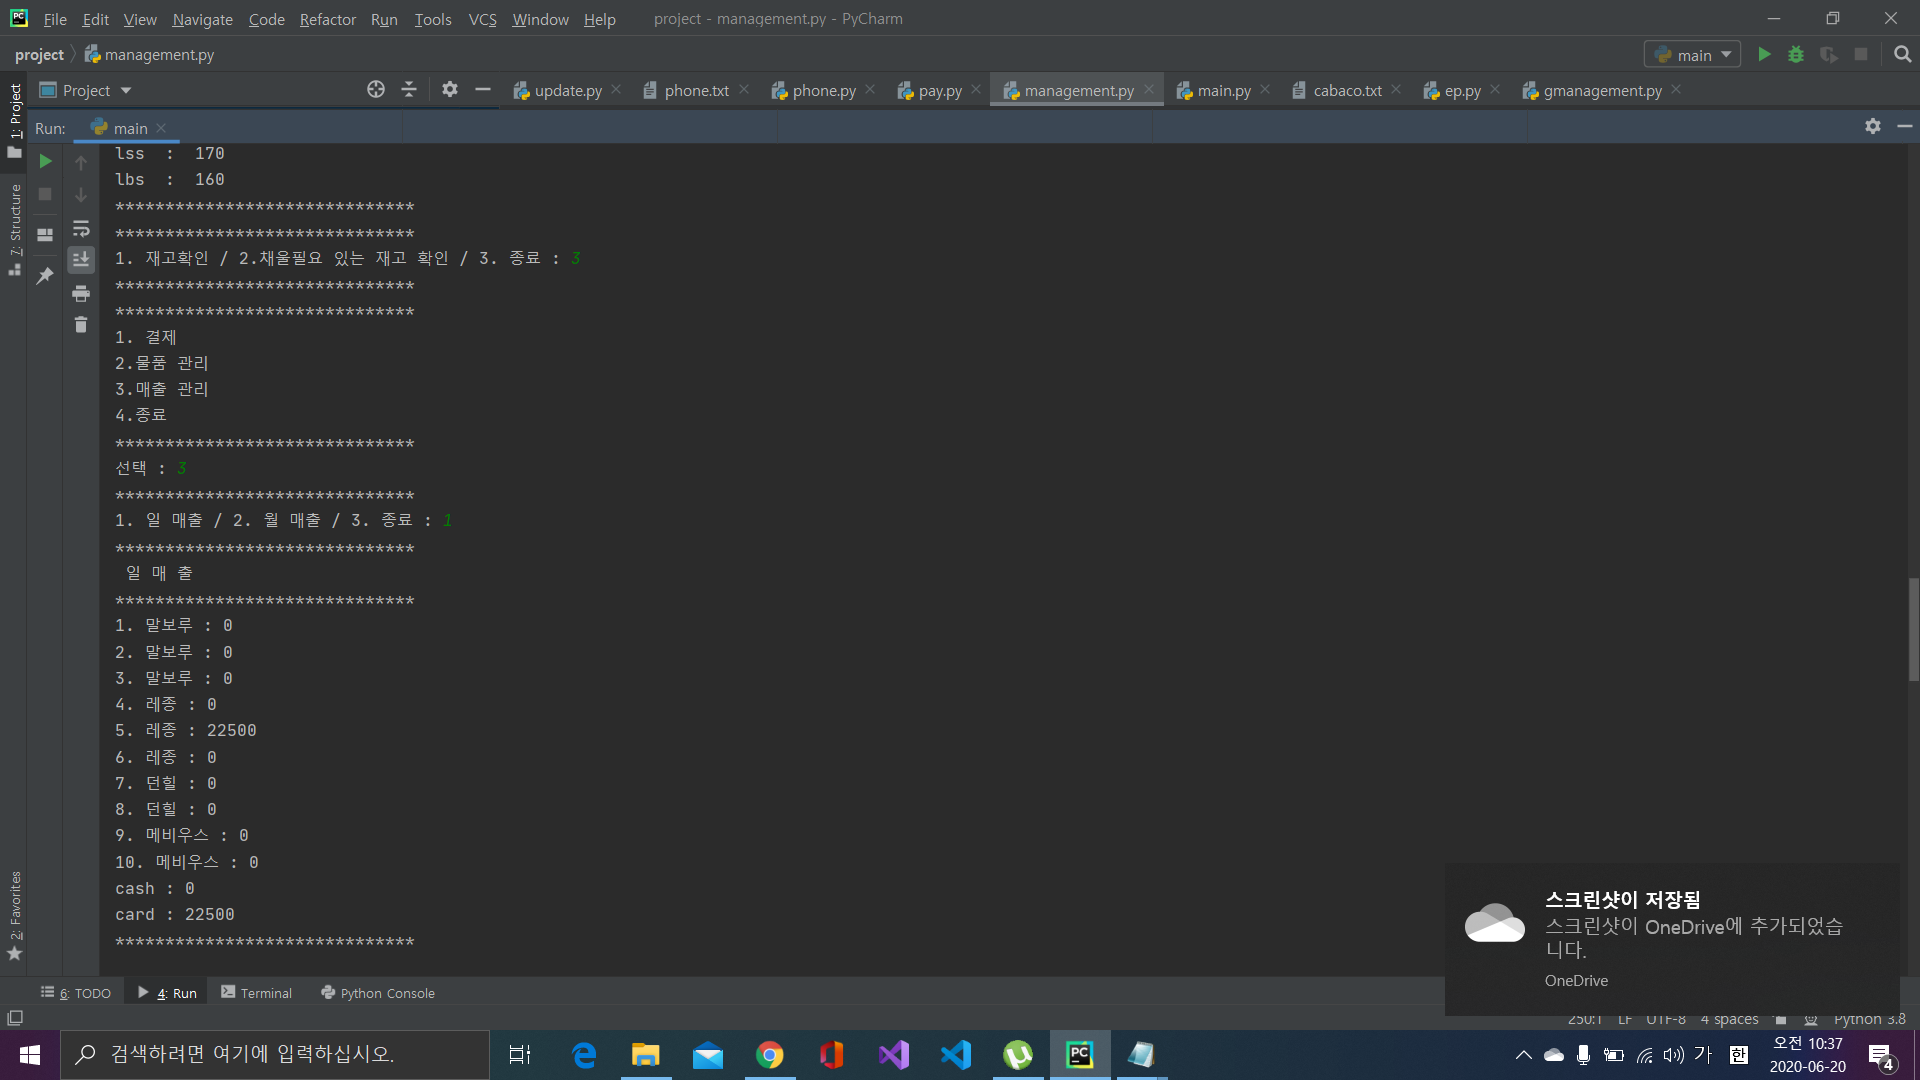 File Edit View Navigate Code Refactor Run Tools VCS Window Help project - management.py - PyCharm
project management.py main
Project update.py phone.txt phone.py pay.py management.py main.py cabaco.txt ep.py gmanagement.py
1: Project
7: Structure
2: Favorites
Run: main
lss : 170
lbs : 160
******************************
******************************
1. 재고확인 / 2.채울필요 있는 재고 확인 / 3. 종료 : 3
******************************
******************************
1. 결제
2.물품 관리
3.매출 관리
4.종료
******************************
선택 : 3
******************************
1. 일 매출 / 2. 월 매출 / 3. 종료 : 1
******************************
일 매 출
******************************
1. 말보루 : 0
2. 말보루 : 0
3. 말보루 : 0
4. 레종 : 0
5. 레종 : 22500
6. 레종 : 0
7. 던힐 : 0
8. 던힐 : 0
9. 메비우스 : 0
10. 메비우스 : 0
cash : 0
card : 22500
******************************
스크린샷이 저장됨
스크린샷이 OneDrive에 추가되었습
니다.
OneDrive
6: TODO 4: Run Terminal Python Console
250:1 LF UTF-8 4 spaces Python 3.8
검색하려면 여기에 입력하십시오.
PC
가 한
오전 10:37
2020-06-20
4